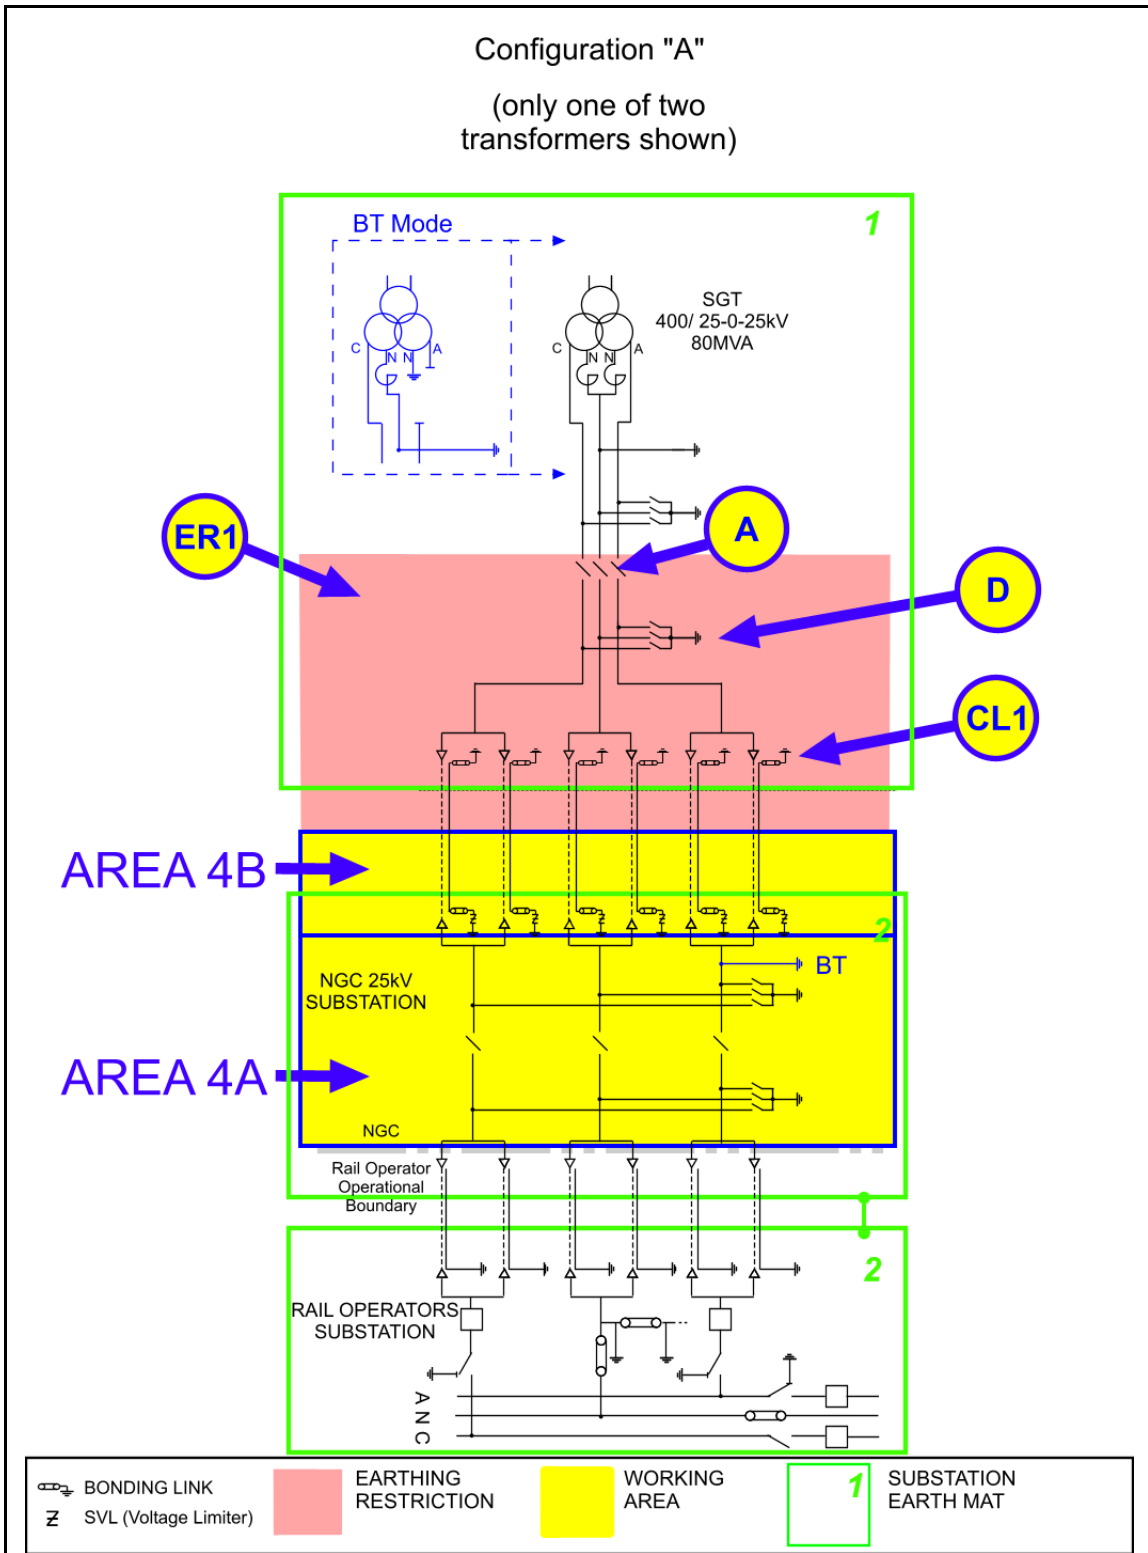 Configuration "A"
(only one of two
transformers shown)
1
BT Mode
C
N
N
A
SGT
400/ 25-0-25kV
80MVA
C
N
N
A
ER1
A
D
CL1
AREA 4B
2
NGC 25kV
SUBSTATION
BT
AREA 4A
NGC
Rail Operator
Operational
Boundary
2
RAIL OPERATORS
SUBSTATION
A
N
C
BONDING LINK
SVL (Voltage Limiter)
EARTHING
RESTRICTION
WORKING
AREA
1
SUBSTATION
EARTH MAT